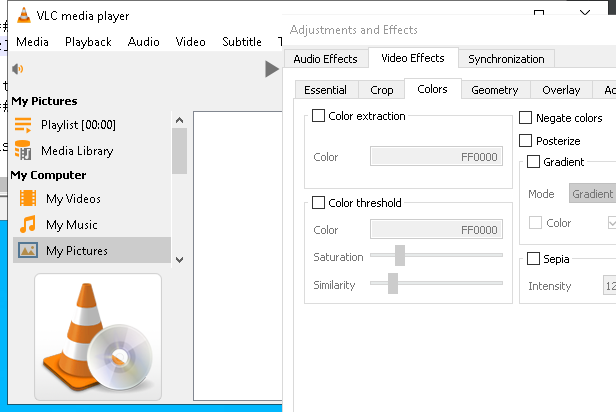 VLC media player
Media Playback Audio Video Subtitle T
My Pictures
Playlist [00:00]
Media Library
My Computer
My Videos
My Music
My Pictures
Adjustments and Effects
Audio Effects Video Effects Synchronization
Essential Crop Colors Geometry Overlay
Color extraction
Color FF0000
Color threshold
Color FF0000
Saturation
Similarity
Negate colors
Posterize
Gradient
Mode Gradient
Color
Sepia
Intensity 12